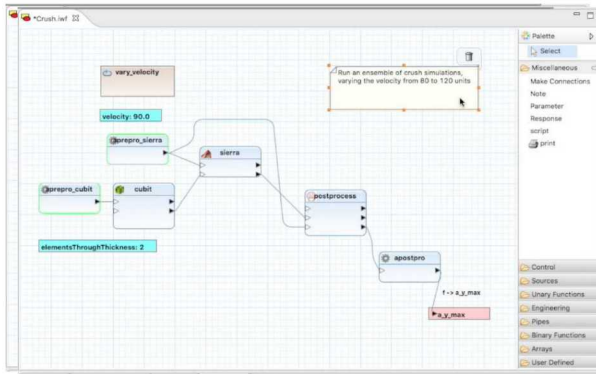 *Crush.iwf
vary_velocity
Run an ensemble of crush simulations,
varying the velocity from 80 to 120 units
velocity: 90.0
prepro_sierra
sierra
prepro_cubit
cubit
postprocess
elementsThroughThickness: 2
apostpro
f -> a_y_max
a_y_max
Palette
Select
Miscellaneous
Make Connections
Note
Parameter
Response
script
print
Control
Sources
Unary Functions
Engineering
Pipes
Binary Functions
Arrays
User Defined